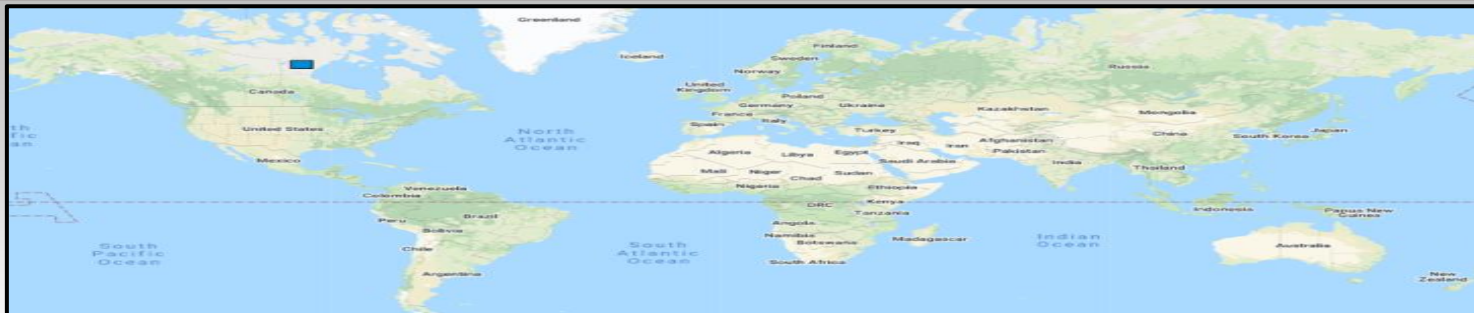 Greenland
Iceland
Finland
Sweden
Norway
Russia
Canada
United
Kingdom
Poland
Germany
Ukraine
France
Kazakhstan
Mongolia
Spain
Italy
United States
North
Atlantic
Ocean
Turkey
China
Japan
South Korea
Afghanistan
Iraq
Iran
Pakistan
Mexico
Algeria
Libya
Egypt
Saudi Arabia
India
Thailand
Mali
Niger
Chad
Sudan
Nigeria
Ethiopia
Venezuela
Colombia
DRC
Kenya
Tanzania
Indonesia
Papua New
Guinea
Peru
Brazil
Angola
Bolivia
Namibia
Botswana
Madagascar
South
Pacific
Ocean
Chile
South
Atlantic
Ocean
Indian
Ocean
Australia
South Africa
Argentina
New
Zealand